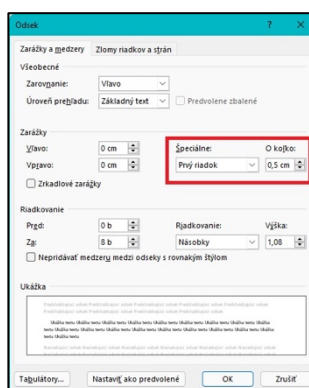 Odsek ? ×
Zarážky a medzery Zlomy riadkov a strán
Všeobecné
Zarovnanie: Vľavo
Úroveň prehľadu: Základný text Predvolene zbalené
Zarážky
Vľavo: 0 cm Špeciálne: O koľko:
Vpravo: 0 cm Prvý riadok 0,5 cm
Zrkadlové zarážky
Riadkovanie
Pred: 0 b Riadkovanie: Výška:
Za: 8 b Násobky 1,08
Nepridávať medzeru medzi odseky s rovnakým štýlom
Ukážka
Tabulátory... Nastaviť ako predvolené OK Zrušiť